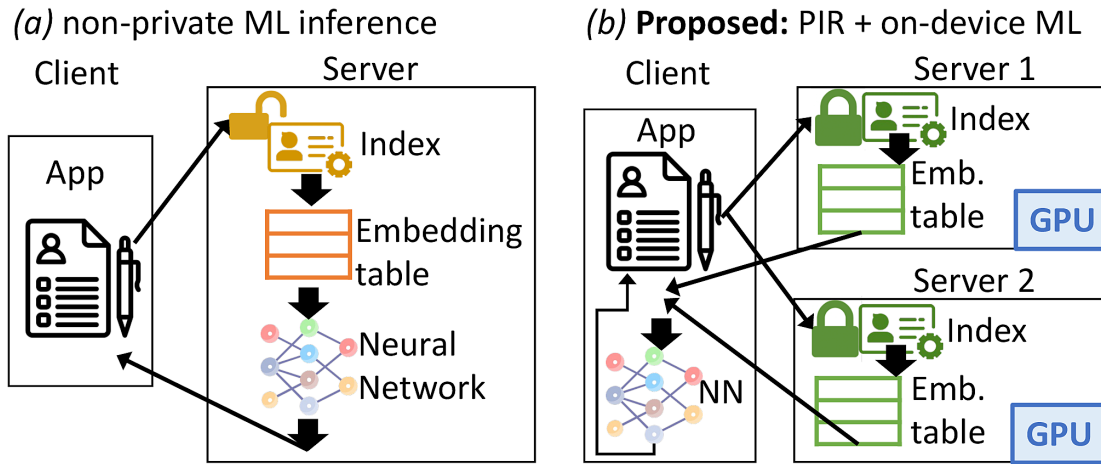 (a) non-private ML inference
Client
Server
App
Index
Embedding
table
Neural
Network
(b) Proposed: PIR + on-device ML
Client
Server 1
App
Index
Emb.
table
GPU
Server 2
Index
NN
Emb.
table
GPU